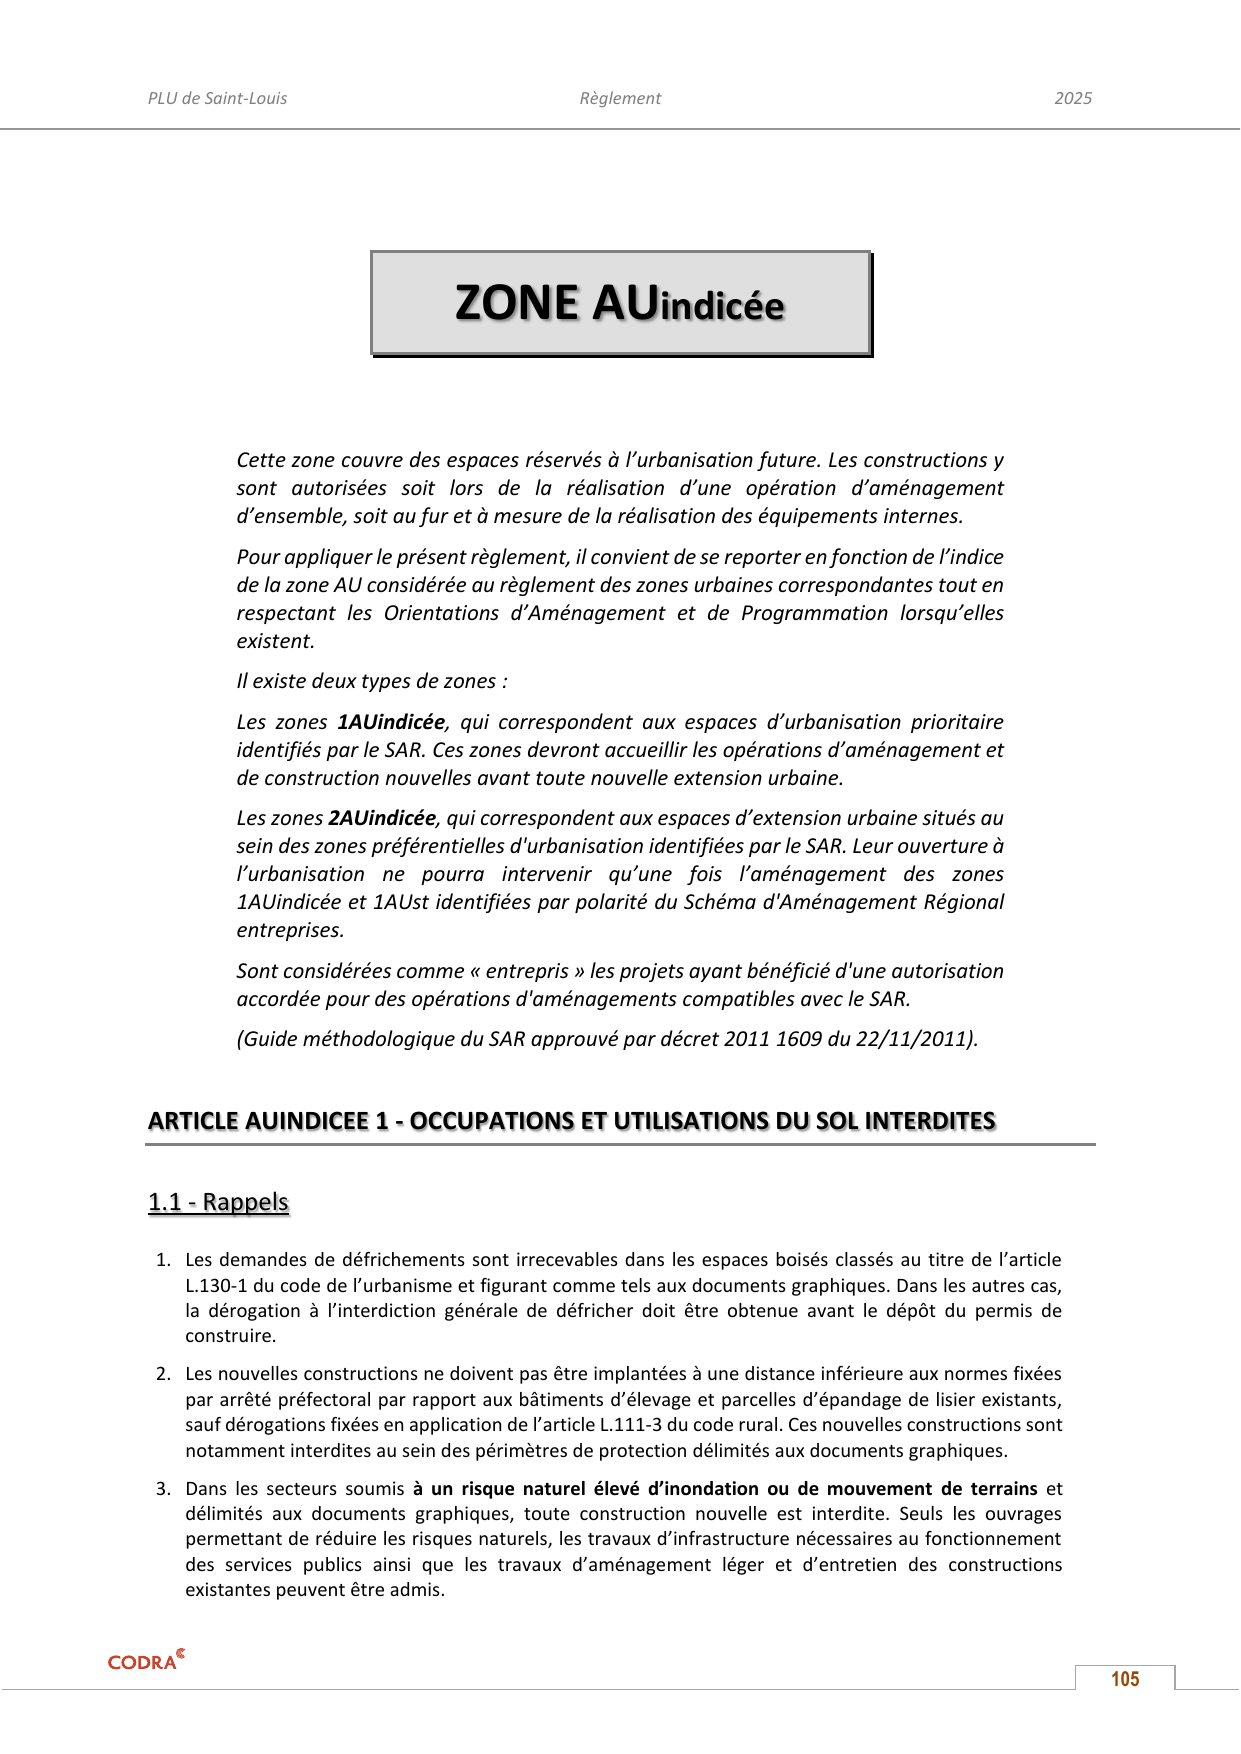 PLU de Saint-Louis Règlement 2025
ZONE AUindicée
Cette zone couvre des espaces réservés à l’urbanisation future. Les constructions y
sont autorisées soit lors de la réalisation d’une opération d’aménagement
d’ensemble, soit au fur et à mesure de la réalisation des équipements internes.
Pour appliquer le présent règlement, il convient de se reporter en fonction de l’indice
de la zone AU considérée au règlement des zones urbaines correspondantes tout en
respectant les Orientations d’Aménagement et de Programmation lorsqu’elles
existent.
Il existe deux types de zones :
Les zones 1AUindicée, qui correspondent aux espaces d’urbanisation prioritaire
identifiés par le SAR. Ces zones devront accueillir les opérations d’aménagement et
de construction nouvelles avant toute nouvelle extension urbaine.
Les zones 2AUindicée, qui correspondent aux espaces d’extension urbaine situés au
sein des zones préférentielles d'urbanisation identifiées par le SAR. Leur ouverture à
l’urbanisation ne pourra intervenir qu’une fois l’aménagement des zones
1AUindicée et 1AUst identifiées par polarité du Schéma d'Aménagement Régional
entreprises.
Sont considérées comme « entrepris » les projets ayant bénéficié d'une autorisation
accordée pour des opérations d'aménagements compatibles avec le SAR.
(Guide méthodologique du SAR approuvé par décret 2011 1609 du 22/11/2011).
ARTICLE AUINDICEE 1 - OCCUPATIONS ET UTILISATIONS DU SOL INTERDITES
1.1 - Rappels
1. Les demandes de défrichements sont irrecevables dans les espaces boisés classés au titre de l’article
L.130-1 du code de l’urbanisme et figurant comme tels aux documents graphiques. Dans les autres cas,
la dérogation à l’interdiction générale de défricher doit être obtenue avant le dépôt du permis de
construire.
2. Les nouvelles constructions ne doivent pas être implantées à une distance inférieure aux normes fixées
par arrêté préfectoral par rapport aux bâtiments d’élevage et parcelles d’épandage de lisier existants,
sauf dérogations fixées en application de l’article L.111-3 du code rural. Ces nouvelles constructions sont
notamment interdites au sein des périmètres de protection délimités aux documents graphiques.
3. Dans les secteurs soumis à un risque naturel élevé d’inondation ou de mouvement de terrains et
délimités aux documents graphiques, toute construction nouvelle est interdite. Seuls les ouvrages
permettant de réduire les risques naturels, les travaux d’infrastructure nécessaires au fonctionnement
des services publics ainsi que les travaux d’aménagement léger et d’entretien des constructions
existantes peuvent être admis.
CODRA
105